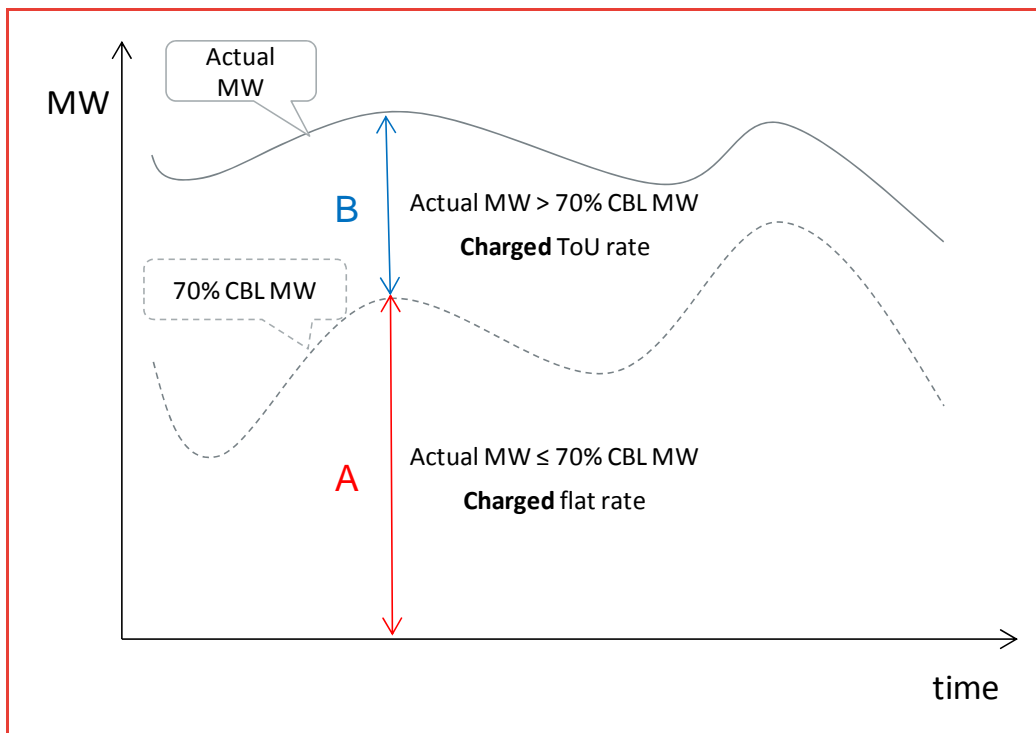 Actual
MW
MW
B
Actual MW > 70% CBL MW
Charged ToU rate
70% CBL MW
A
Actual MW ≤ 70% CBL MW
Charged flat rate
time